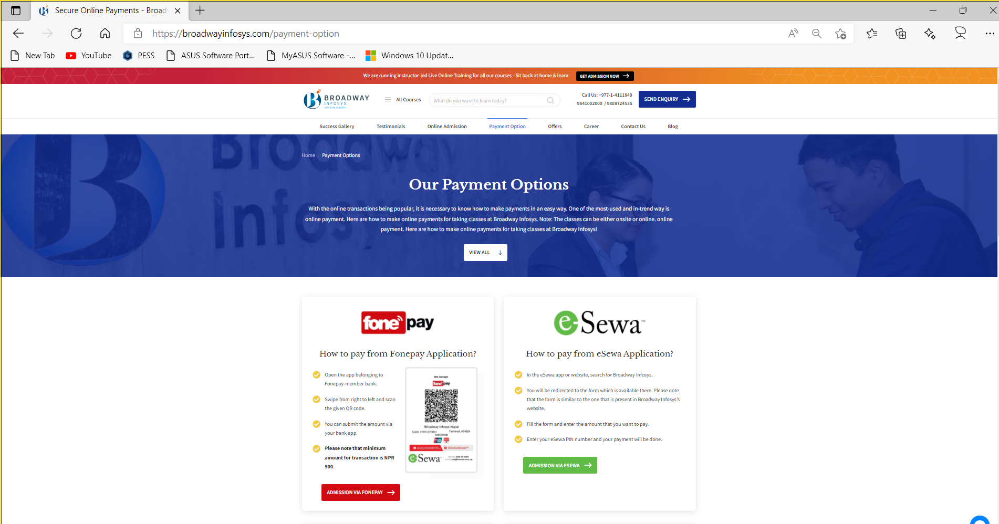 Secure Online Payments - Broadw
https://broadwayinfosys.com/payment-option
New Tab
YouTube
PESS
ASUS Software Port...
MyASUS Software -...
Windows 10 Updat...
We are running instructor-led Live Online Training for all our courses - Sit back at home & learn
GET ADMISSION NOW
BROADWAY
INFOSYS
INSPIRING GROWTH
All Courses
What do you want to learn today?
Call Us: +977-1-4111849
9841002000 / 9808724535
SEND ENQUIRY
Success Gallery
Testimonials
Online Admission
Payment Option
Offers
Career
Contact Us
Blog
Broadway
Infosys Nepal
Home / Payment Options
Our Payment Options
With the online transactions being popular, it is necessary to know how to make payments in an easy way. One of the most-used and in-trend way is
online payment. Here are how to make online payments for taking classes at Broadway Infosys. Note: The classes can be either onsite or online. online
payment. Here are how to make online payments for taking classes at Broadway Infosys!
VIEW ALL
fonepay
How to pay from Fonepay Application?
Open the app belonging to
Fonepay-member bank.
Swipe from right to left and scan
the given QR code.
You can submit the amount via
your bank app.
Please note that minimum
amount for transaction is NPR
500.
We Accept
fonepay
Broadway Infosys Nepal
eSewa
ADMISSION VIA FONEPAY
e-Sewa™
How to pay from eSewa Application?
In the eSewa app or website, search for Broadway Infosys.
You will be redirected to the form which is available there. Please note
that the form is similar to the one that is present in Broadway Infosys's
website.
Fill the form and enter the amount that you want to pay.
Enter your eSewa PIN number and your payment will be done.
ADMISSION VIA ESEWA